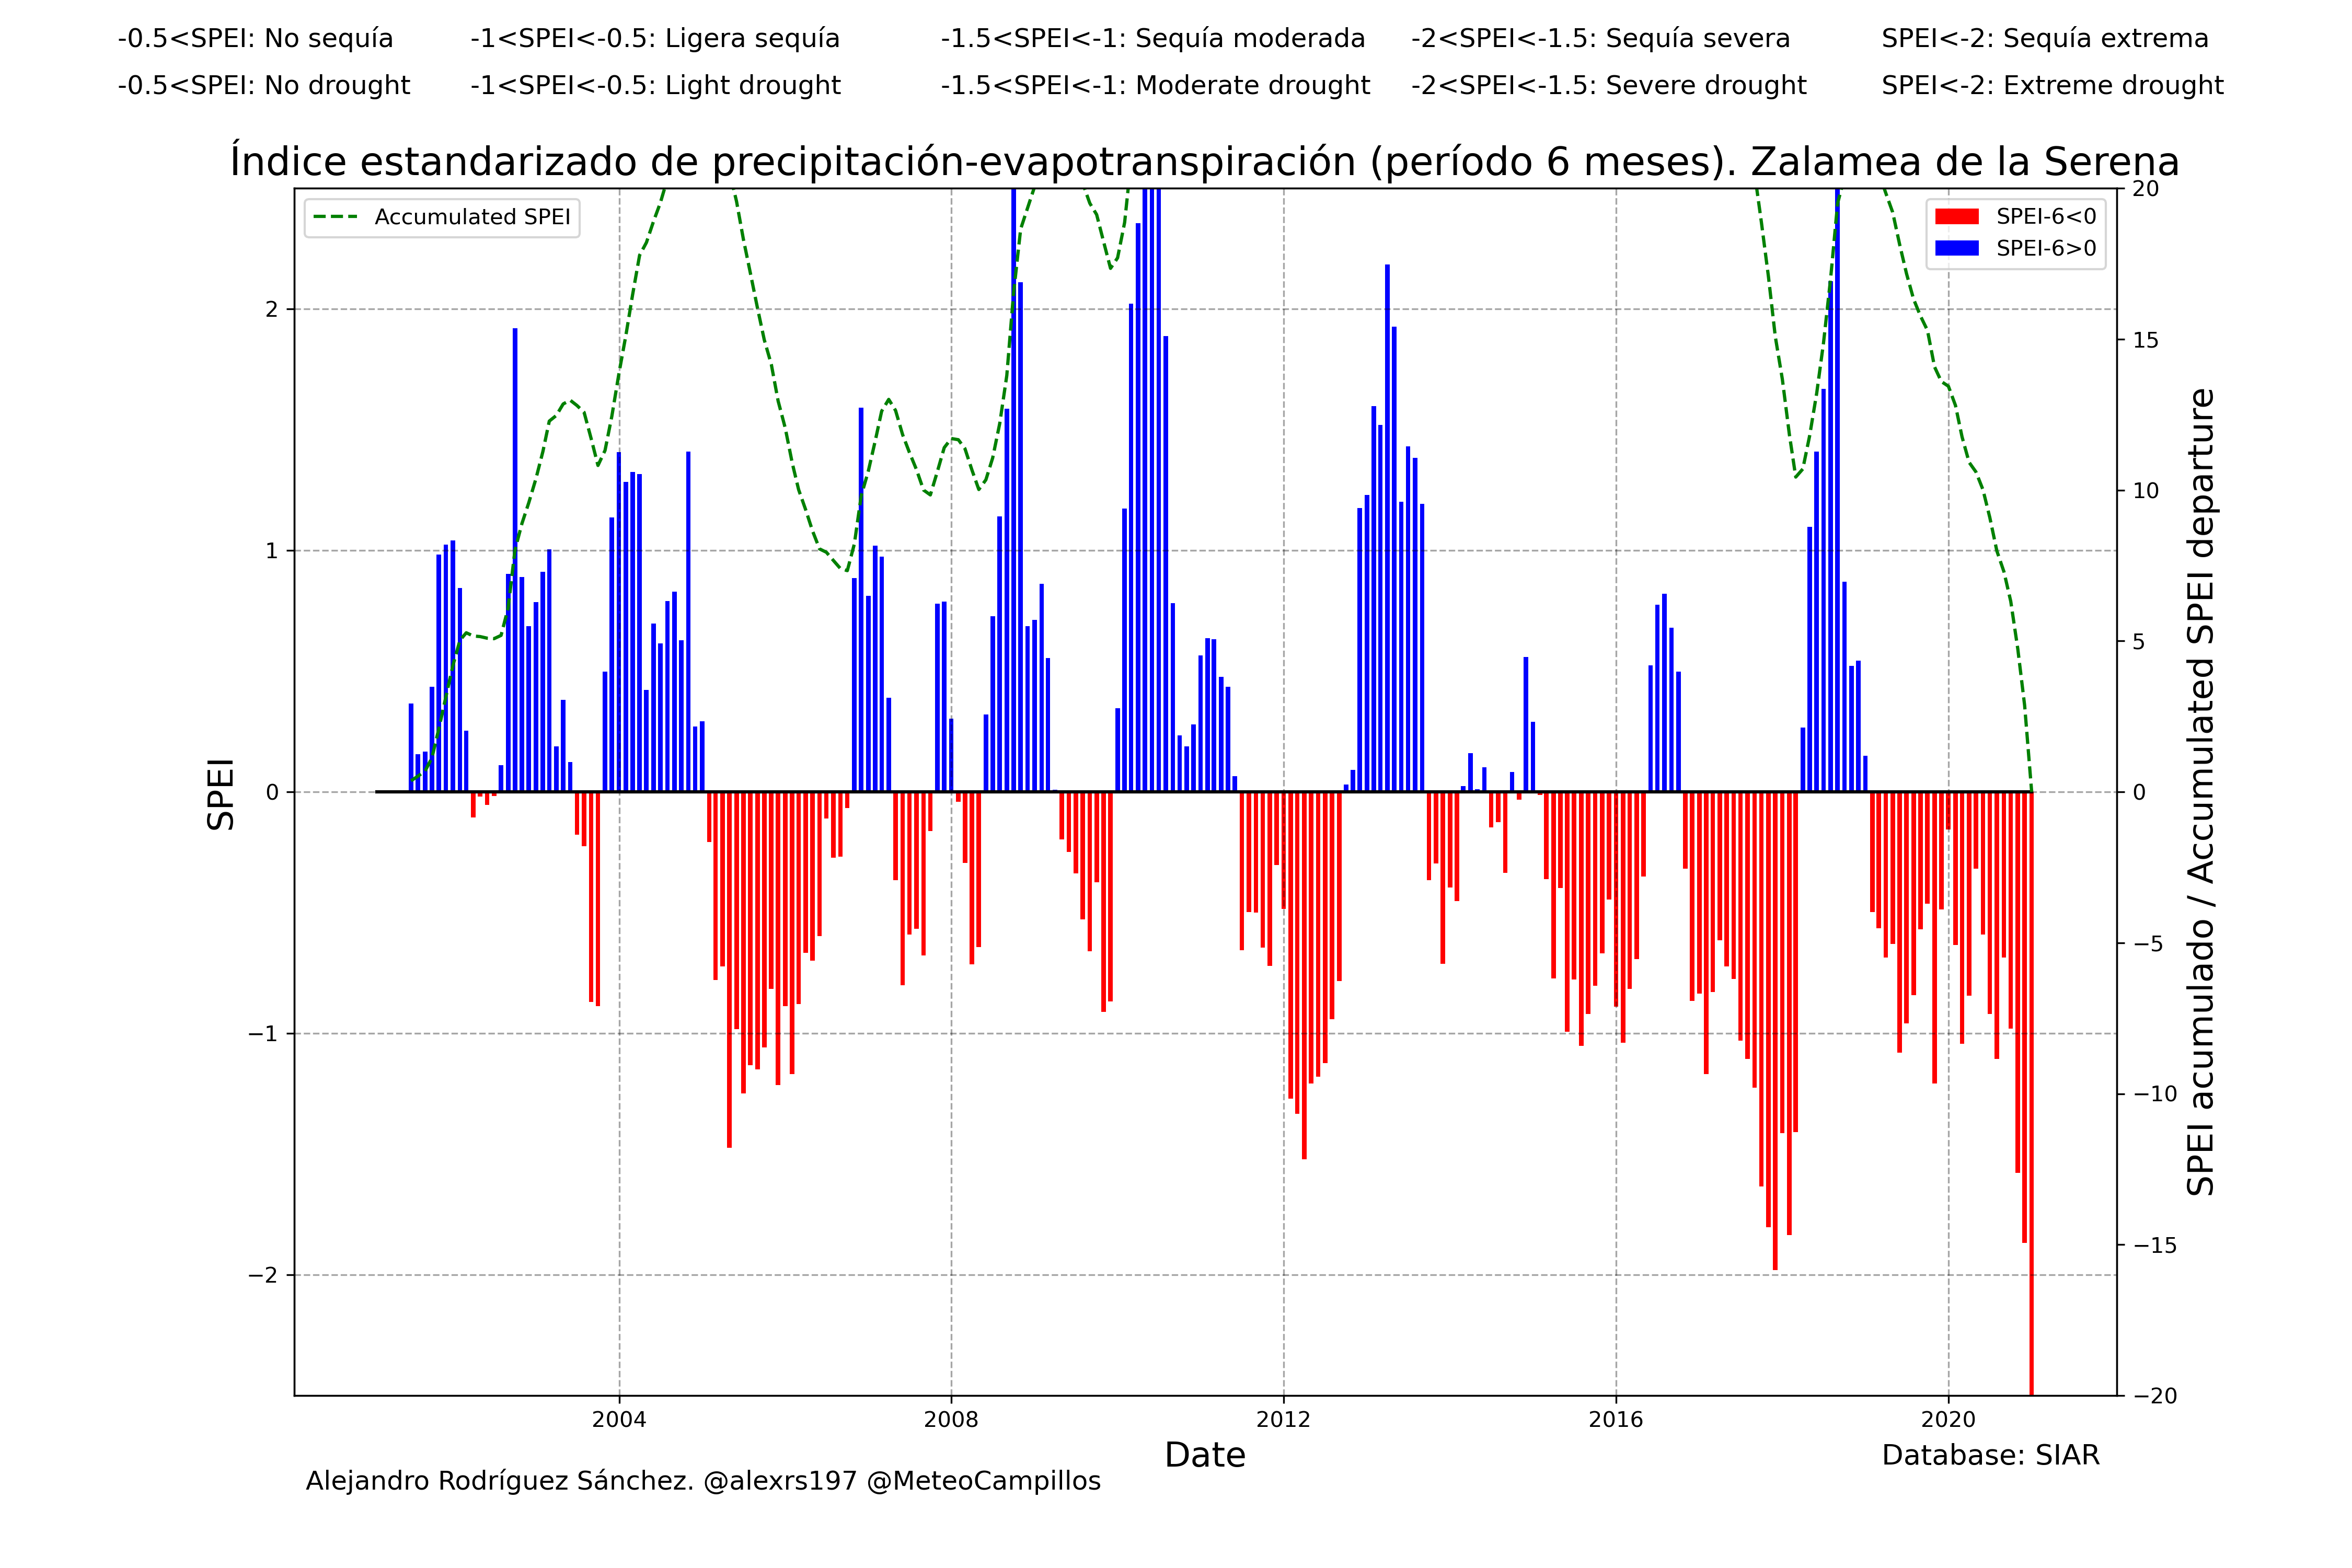 -0.5<SPEI: No sequía -1<SPEI<-0.5: Ligera sequía -1.5<SPEI<-1: Sequía moderada -2<SPEI<-1.5: Sequía severa SPEI<-2: Sequía extrema
-0.5<SPEI: No drought -1<SPEI<-0.5: Light drought -1.5<SPEI<-1: Moderate drought -2<SPEI<-1.5: Severe drought SPEI<-2: Extreme drought
Índice estandarizado de precipitación-evapotranspiración (período 6 meses). Zalamea de la Serena
Accumulated SPEI
SPEI-6<0
SPEI-6>0
SPEI
2
1
0
−1
−2
20
15
10
5
0
−5
−10
−15
−20
SPEI acumulado / Accumulated SPEI departure
2004 2008 2012 2016 2020
Date
Database: SIAR
Alejandro Rodríguez Sánchez. @alexrs197 @MeteoCampillos